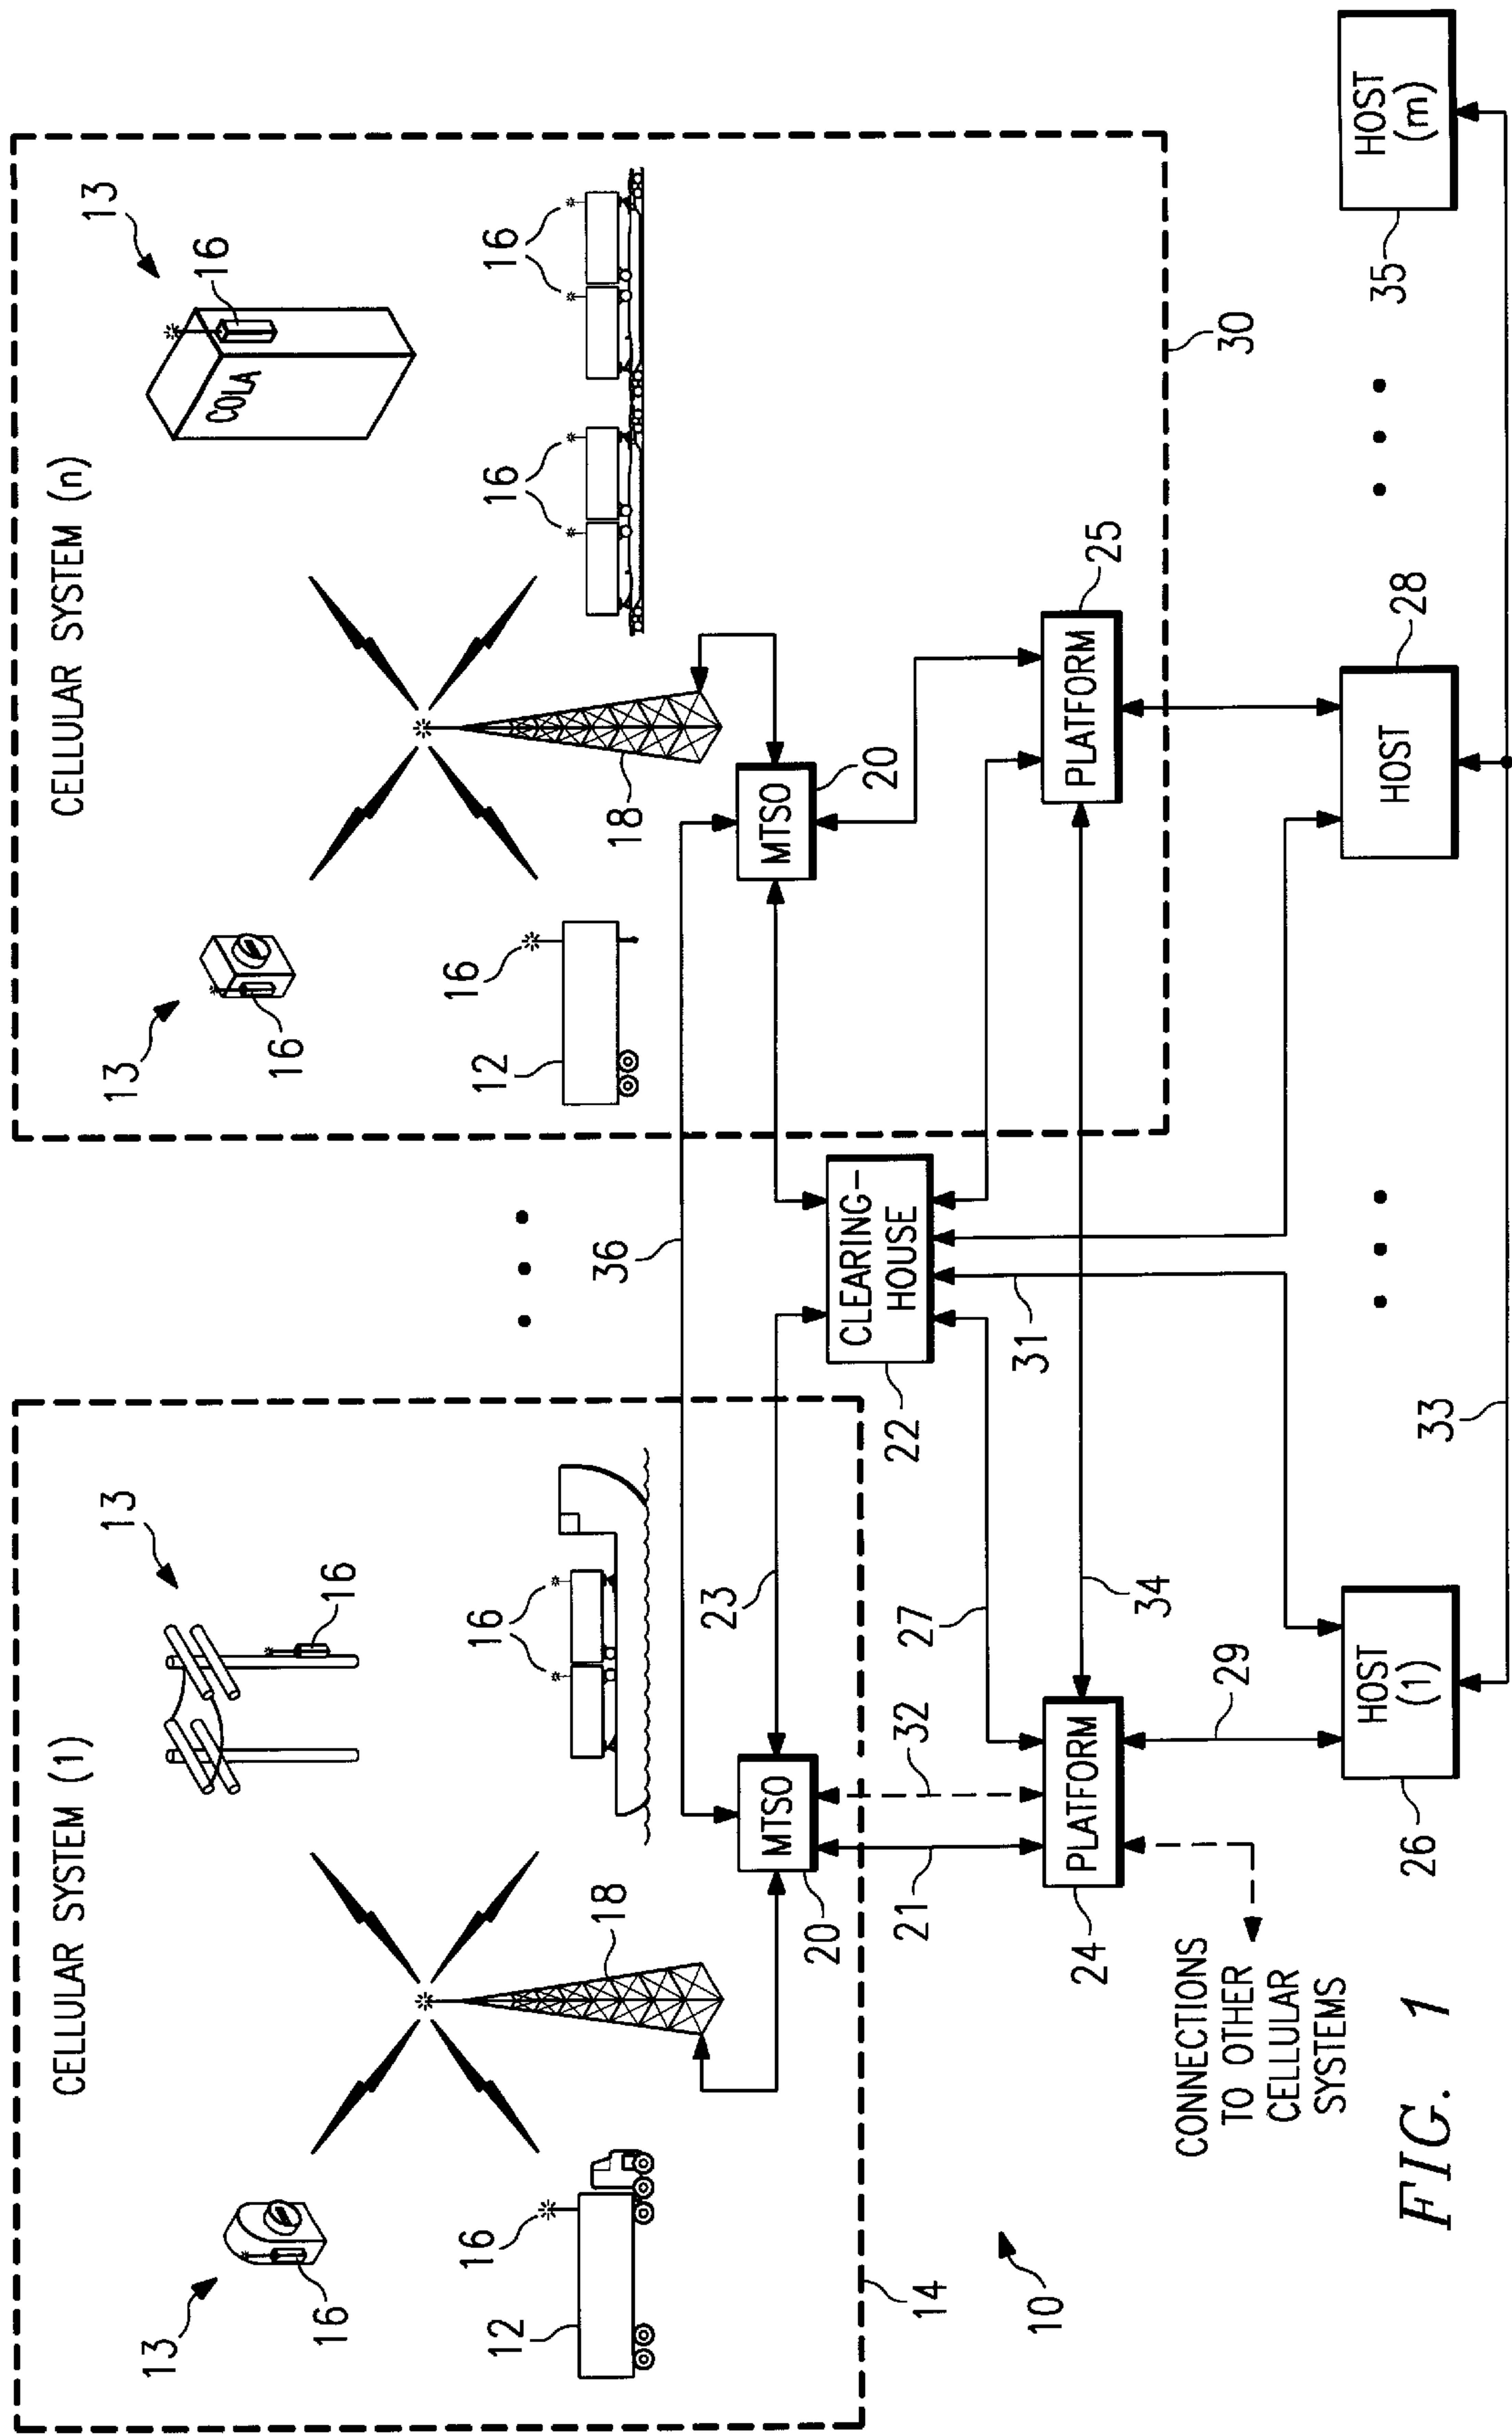 CELLULAR SYSTEM (1)
13
16
12
16
18
13
16
16
20
MTSO
14
10
CELLULAR SYSTEM (n)
13
16
12
16
18
13
16
COLA
16
16
20
MTSO
30
36
23
CLEARING-
HOUSE
22
21
32
27
31
34
PLATFORM
24
PLATFORM
25
CONNECTIONS
TO OTHER
CELLULAR
SYSTEMS
29
HOST
(1)
26
HOST
28
HOST
(m)
35
33
FIG. 1